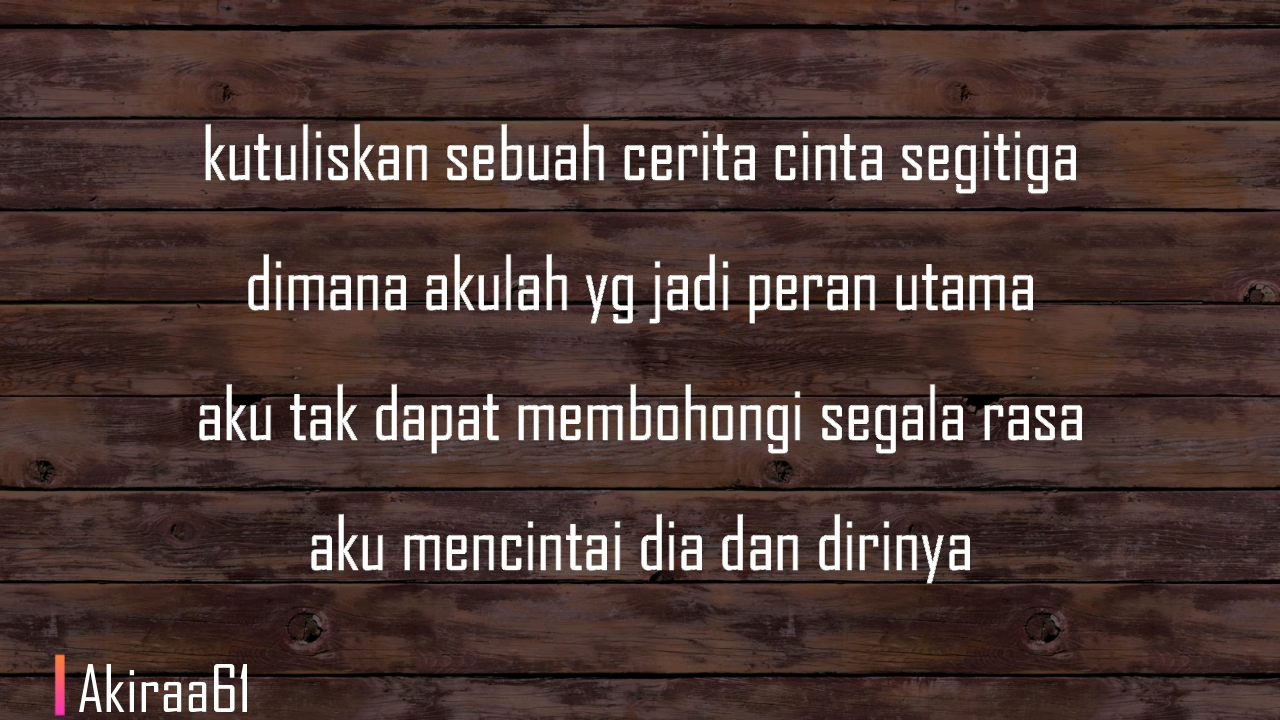 kutuliskan sebuah cerita cinta segitiga
dimana akulah yg jadi peran utama
aku tak dapat membohongi segala rasa
aku mencintai dia dan dirinya
Akiraa61